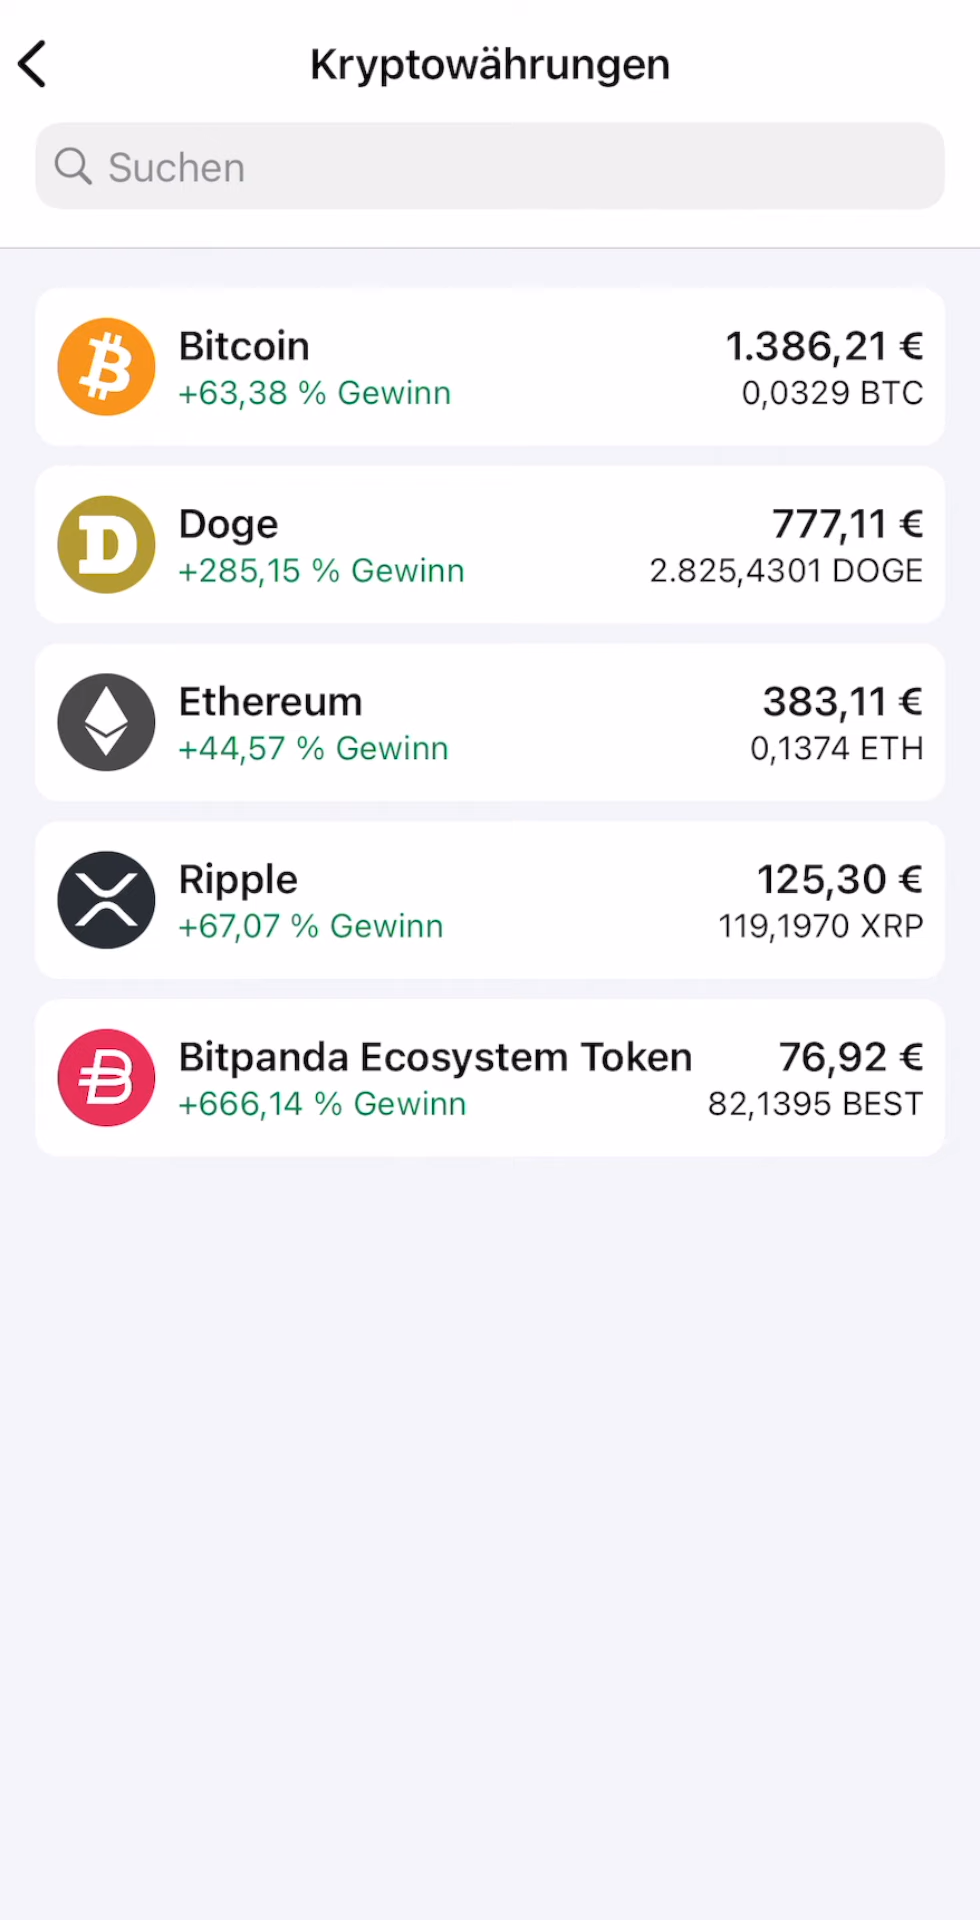 Kryptowährungen
Suchen
Bitcoin 1.386,21 €
+63,38 % Gewinn 0,0329 BTC
Doge 777,11 €
+285,15 % Gewinn 2.825,4301 DOGE
Ethereum 383,11 €
+44,57 % Gewinn 0,1374 ETH
Ripple 125,30 €
+67,07 % Gewinn 119,1970 XRP
Bitpanda Ecosystem Token 76,92 €
+666,14 % Gewinn 82,1395 BEST